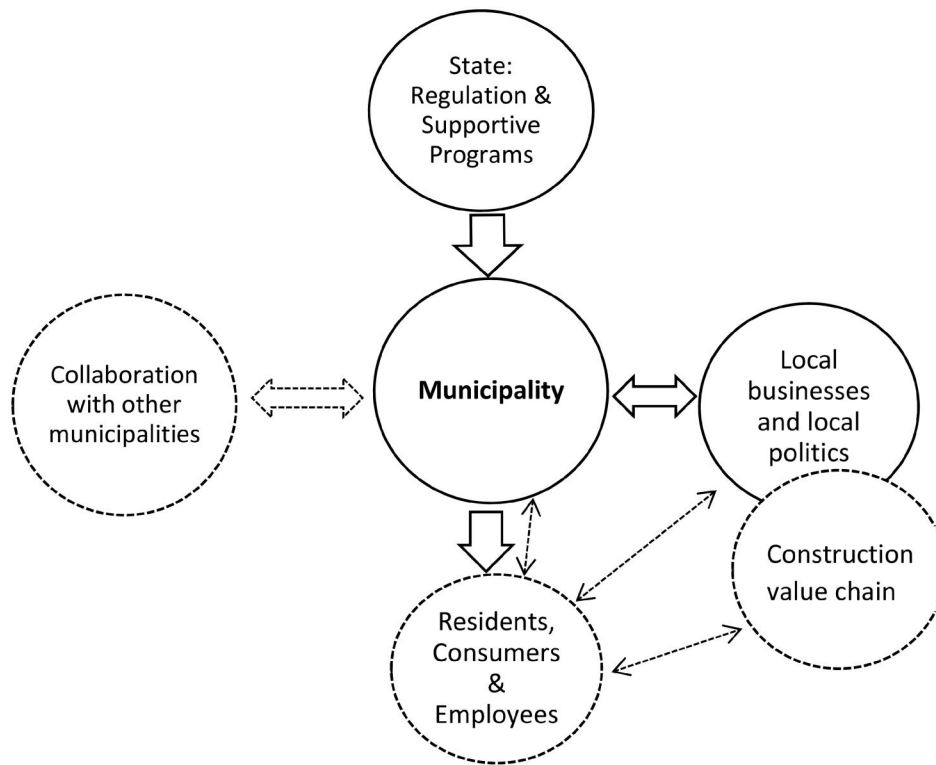 State:
Regulation &
Supportive
Programs
Collaboration
with other
municipalities
Municipality
Local
businesses
and local
politics
Construction
value chain
Residents,
Consumers
&
Employees